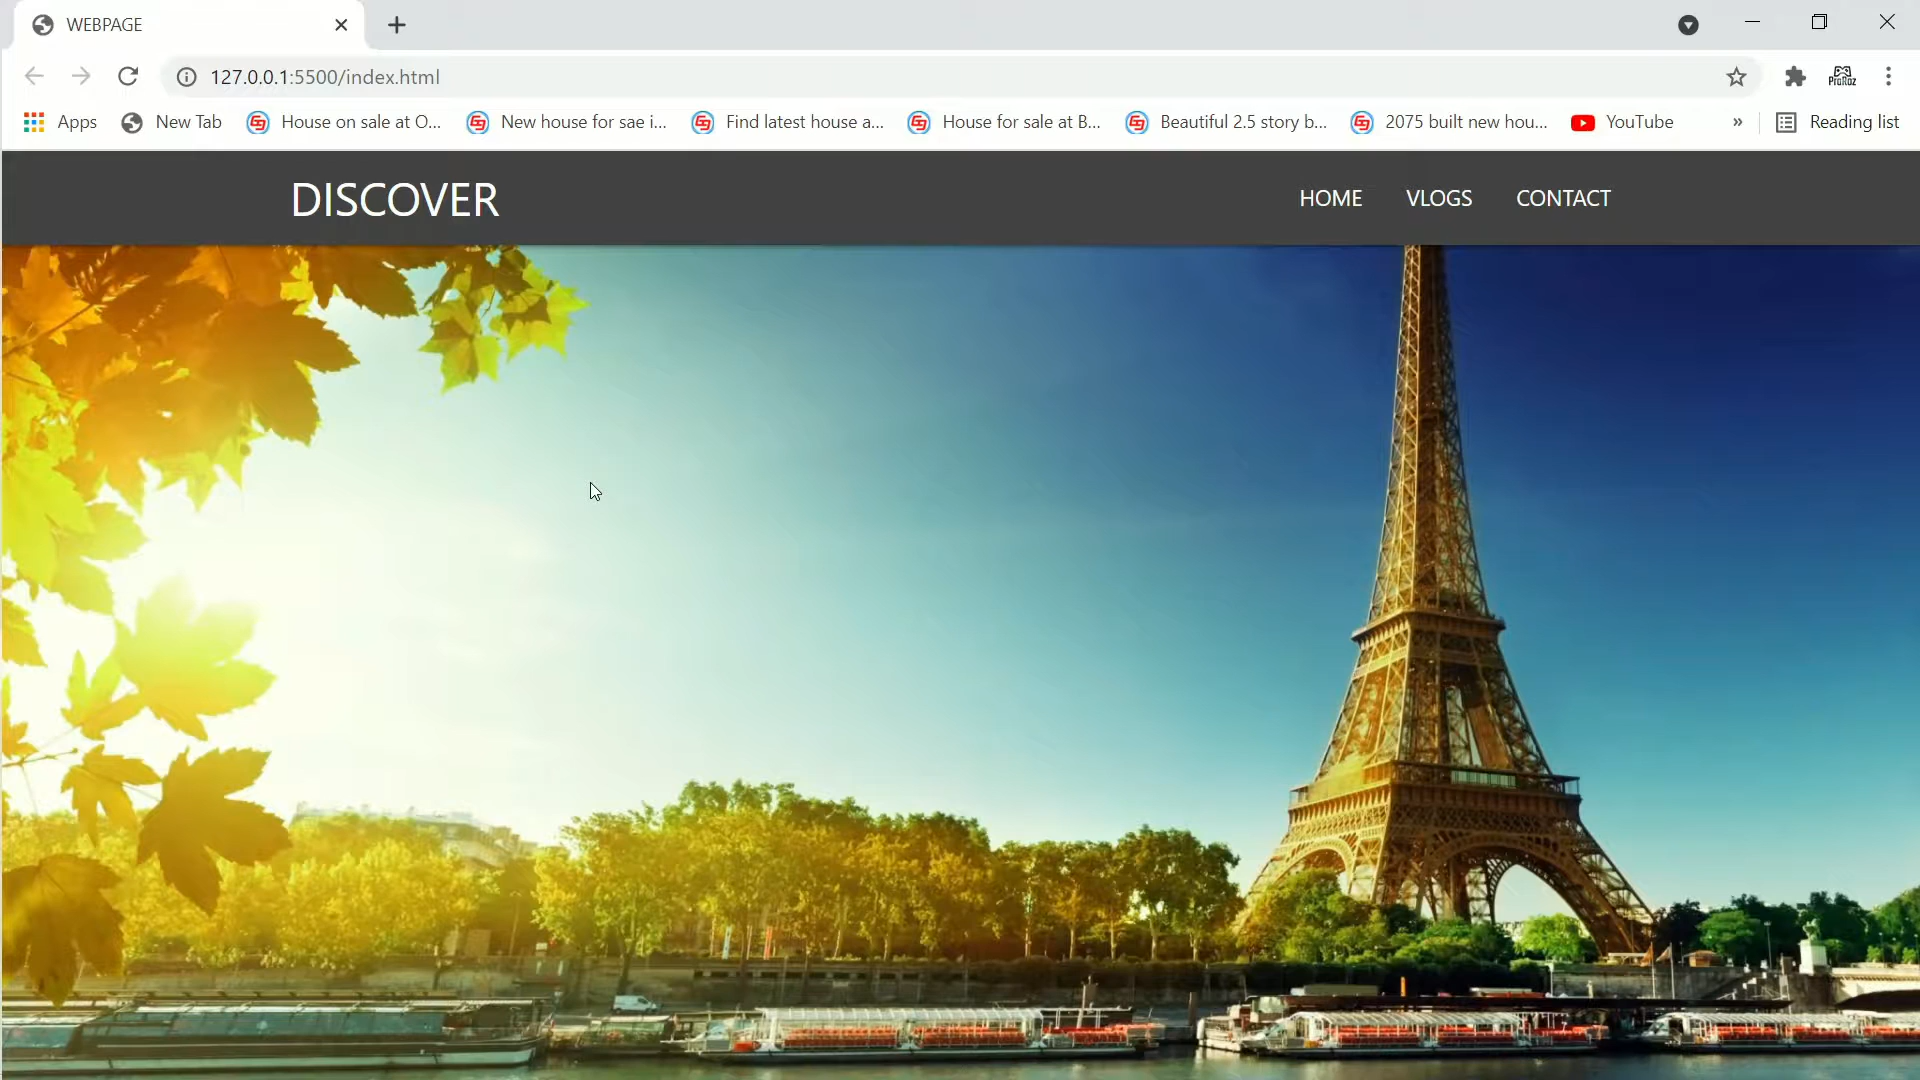 WEBPAGE
127.0.0.1:5500/index.html
ProRoz
Apps
New Tab
House on sale at O...
New house for sae i...
Find latest house a...
House for sale at B...
Beautiful 2.5 story b...
2075 built new hou...
YouTube
»
Reading list
DISCOVER
HOME
VLOGS
CONTACT